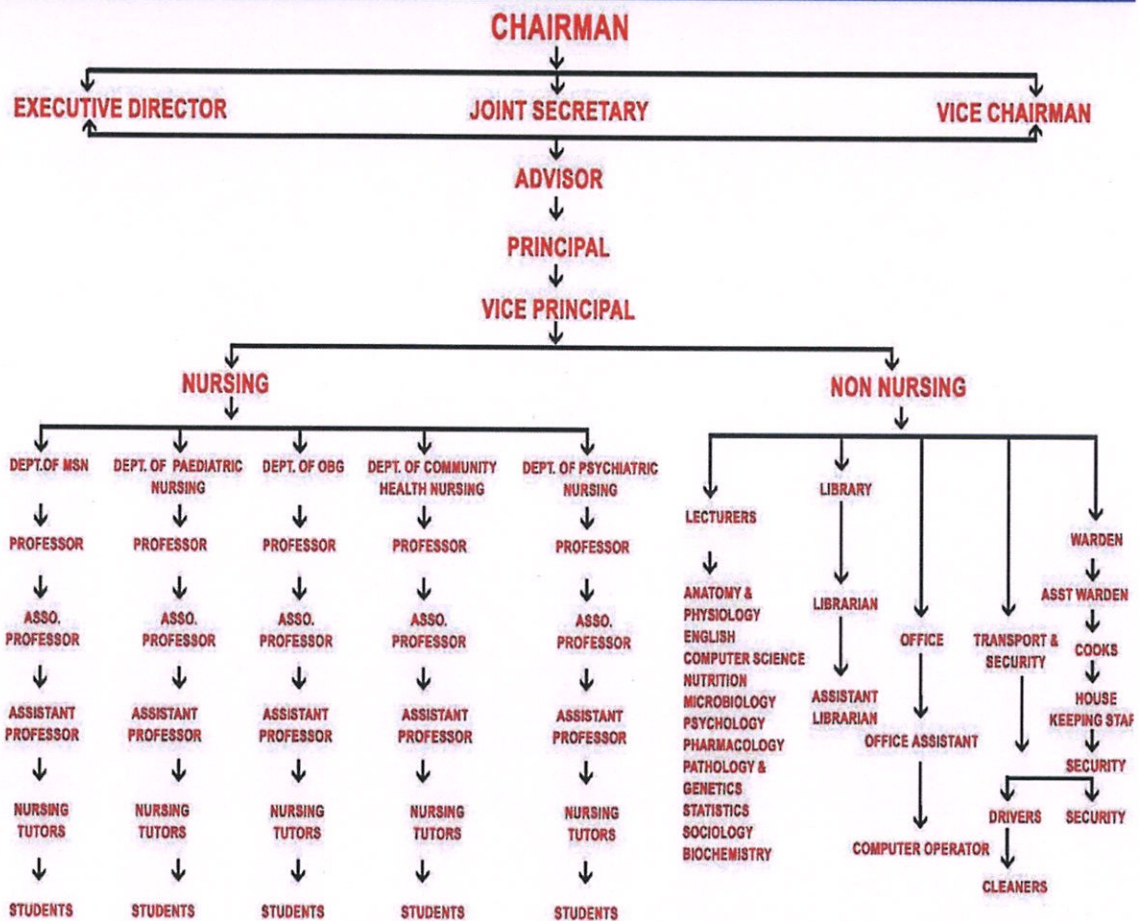 CHAIRMAN
EXECUTIVE DIRECTOR
JOINT SECRETARY
VICE CHAIRMAN
ADVISOR
PRINCIPAL
VICE PRINCIPAL
NURSING
NON NURSING
DEPT.OF MSN
PROFESSOR
ASSO.
PROFESSOR
ASSISTANT
PROFESSOR
NURSING
TUTORS
STUDENTS
DEPT. OF PAEDIATRIC
NURSING
PROFESSOR
ASSO.
PROFESSOR
ASSISTANT
PROFESSOR
NURSING
TUTORS
STUDENTS
DEPT. OF OBG
PROFESSOR
ASSO.
PROFESSOR
ASSISTANT
PROFESSOR
NURSING
TUTORS
STUDENTS
DEPT. OF COMMUNITY
HEALTH NURSING
PROFESSOR
ASSO.
PROFESSOR
ASSISTANT
PROFESSOR
NURSING
TUTORS
STUDENTS
DEPT. OF PSYCHIATRIC
NURSING
PROFESSOR
ASSO.
PROFESSOR
ASSISTANT
PROFESSOR
NURSING
TUTORS
STUDENTS
LECTURERS
ANATOMY &
PHYSIOLOGY
ENGLISH
COMPUTER SCIENCE
NUTRITION
MICROBIOLOGY
PSYCHOLOGY
PHARMACOLOGY
PATHOLOGY &
GENETICS
STATISTICS
SOCIOLOGY
BIOCHEMISTRY
LIBRARY
LIBRARIAN
ASSISTANT
LIBRARIAN
OFFICE
OFFICE ASSISTANT
COMPUTER OPERATOR
TRANSPORT &
SECURITY
DRIVERS
SECURITY
CLEANERS
WARDEN
ASST WARDEN
COOKS
HOUSE
KEEPING STAF
SECURITY